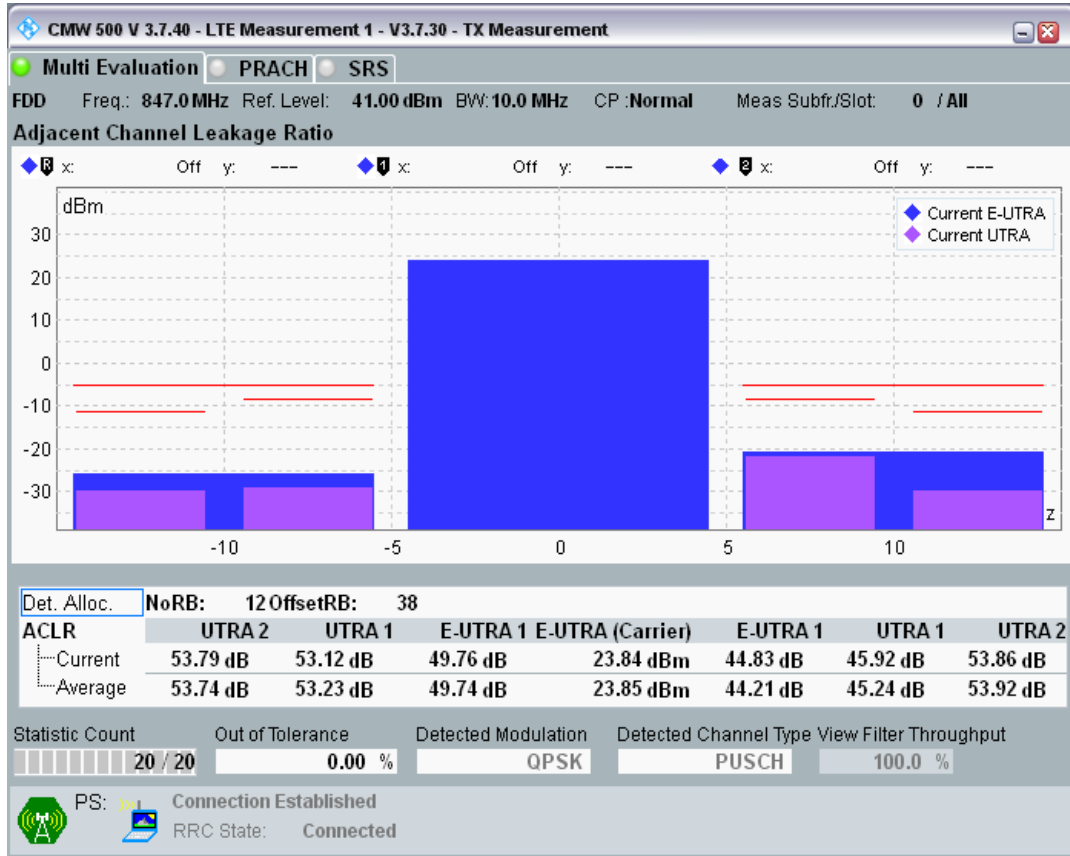 CMW 500 V 3.7.40 - LTE Measurement 1 - V3.7.30 - TX Measurement
Multi Evaluation PRACH SRS
FDD Freq.: 847.0 MHz Ref. Level: 41.00 dBm BW: 10.0 MHz CP :Normal Meas Subfr./Slot: 0 / All
Adjacent Channel Leakage Ratio
R x: Off y: --- 1 x: Off y: --- 2 x: Off y: ---
dBm
Current E-UTRA
Current UTRA
30
20
10
0
-10
-20
-30
z
-10 -5 0 5 10
Det. Alloc. NoRB: 12 OffsetRB: 38
ACLR UTRA 2 UTRA 1 E-UTRA 1 E-UTRA (Carrier) E-UTRA 1 UTRA 1 UTRA 2
Current 53.79 dB 53.12 dB 49.76 dB 23.84 dBm 44.83 dB 45.92 dB 53.86 dB
Average 53.74 dB 53.23 dB 49.74 dB 23.85 dBm 44.21 dB 45.24 dB 53.92 dB
Statistic Count Out of Tolerance Detected Modulation Detected Channel Type View Filter Throughput
20 / 20 0.00 % QPSK PUSCH 100.0 %
PS: Connection Established
RRC State: Connected